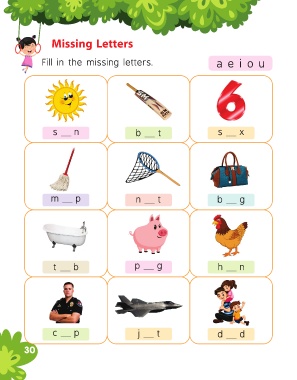 Missing Letters
Fill in the missing letters.
a e i o u
s __ n
b __ t
s __ x
m __ p
n __ t
b __ g
t __ b
p __ g
h __ n
c __ p
j __ t
d __ d
30